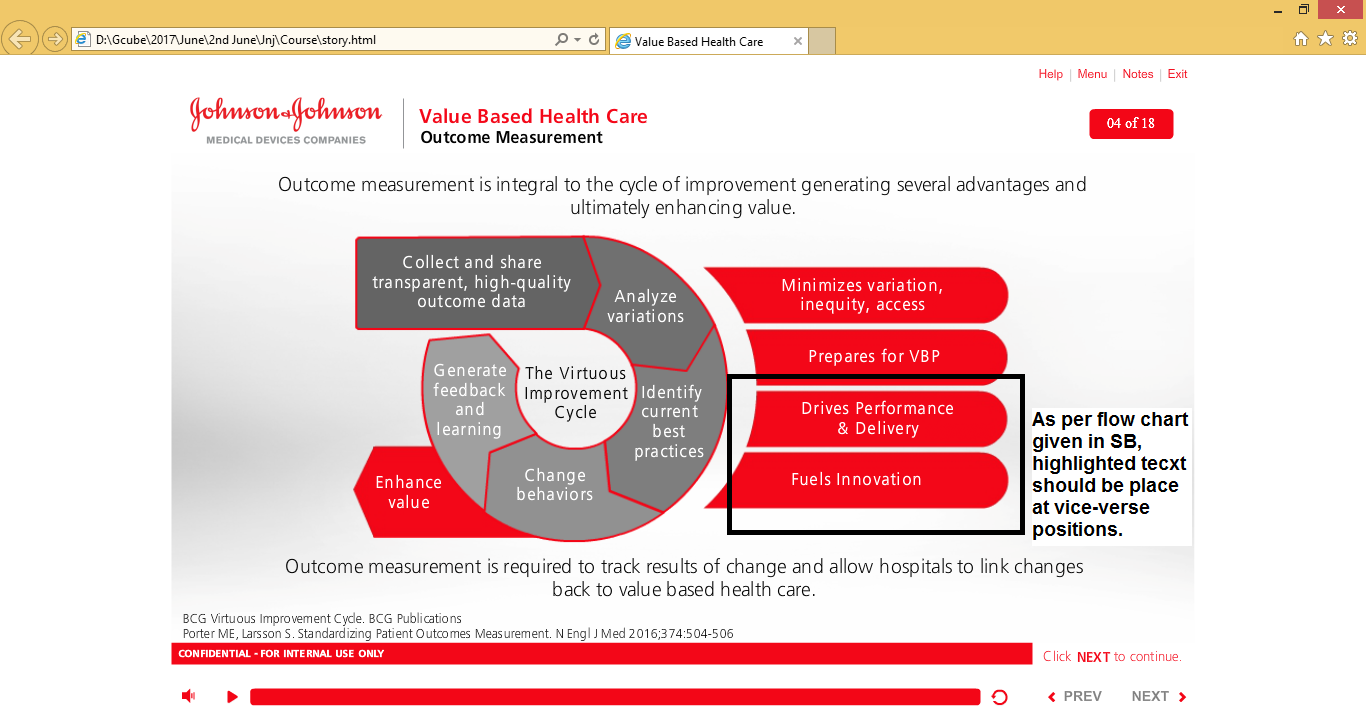 D:\Gcube\2017\June\2nd June\Jnj\Course\story.html
Value Based Health Care
Help | Menu | Notes | Exit
Johnson & Johnson
MEDICAL DEVICES COMPANIES
Value Based Health Care
Outcome Measurement
04 of 18
Outcome measurement is integral to the cycle of improvement generating several advantages and
ultimately enhancing value.
Collect and share
transparent, high-quality
outcome data
Analyze
variations
Identify
current
best
practices
Change
behaviors
Generate
feedback
and
learning
Enhance
value
The Virtuous
Improvement
Cycle
Minimizes variation,
inequity, access
Prepares for VBP
Drives Performance
& Delivery
Fuels Innovation
As per flow chart
given in SB,
highlighted tecxt
should be place
at vice-verse
positions.
Outcome measurement is required to track results of change and allow hospitals to link changes
back to value based health care.
BCG Virtuous Improvement Cycle. BCG Publications
Porter ME, Larsson S. Standardizing Patient Outcomes Measurement. N Engl J Med 2016;374:504-506
CONFIDENTIAL - FOR INTERNAL USE ONLY
Click NEXT to continue.
PREV
NEXT